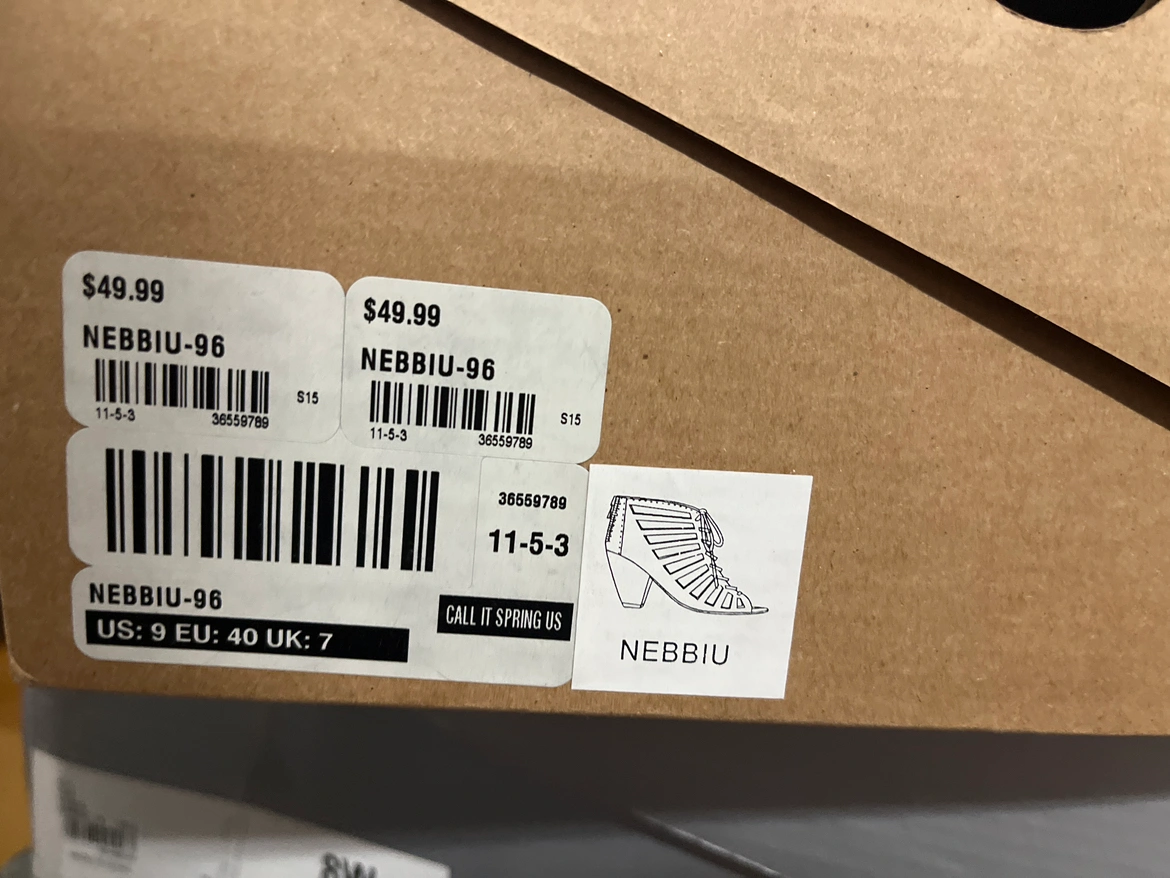 $49.99
NEBBIU-96
S15
11-5-3 36559789
$49.99
NEBBIU-96
S15
11-5-3 36559789
36559789
11-5-3
NEBBIU-96
US: 9 EU: 40 UK: 7
CALL IT SPRING US
NEBBIU